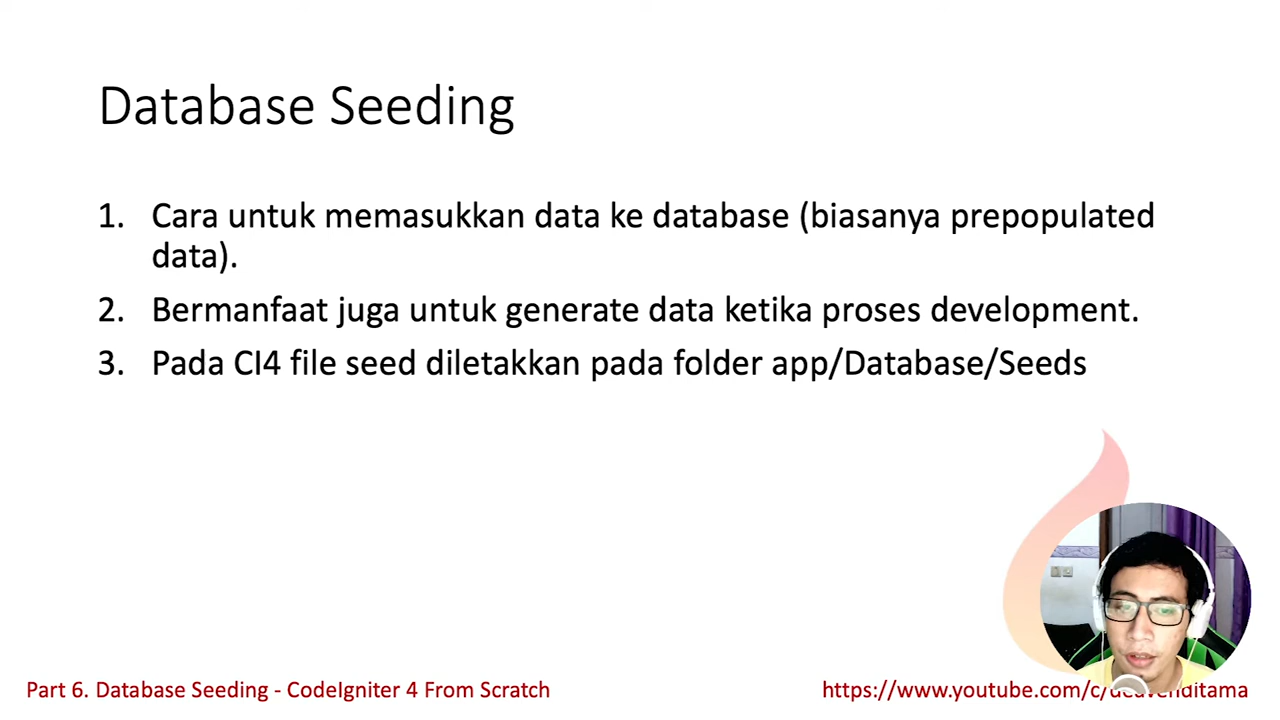 Database Seeding
1. Cara untuk memasukkan data ke database (biasanya prepopulated
data).
2. Bermanfaat juga untuk generate data ketika proses development.
3. Pada CI4 file seed diletakkan pada folder app/Database/Seeds
Part 6. Database Seeding - CodeIgniter 4 From Scratch
https://www.youtube.com/c/deavenditama